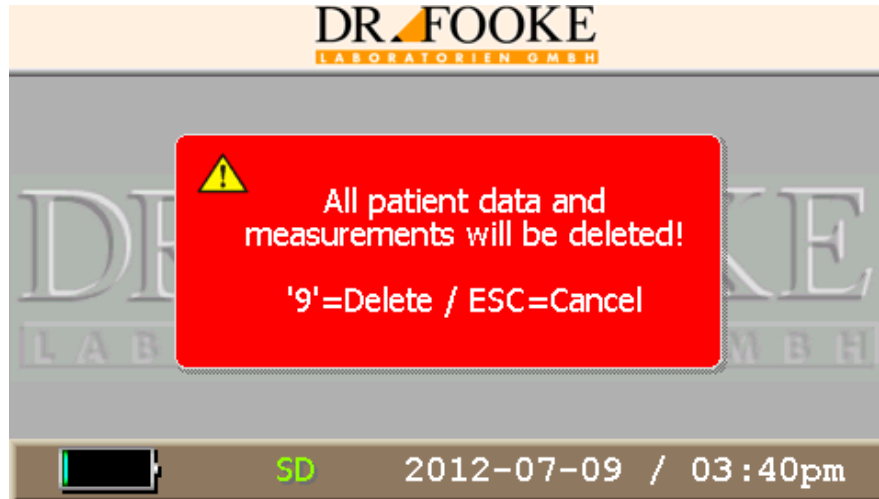 DR FOOKE
LABORATORIEN GMBH
All patient data and
measurements will be deleted!
'9'=Delete / ESC=Cancel
SD 2012-07-09 / 03:40pm